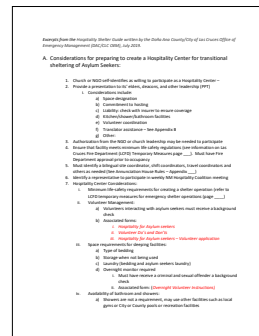 Excerpts from the Hospitality Shelter Guide written by the Doña Ana County/City of Las Cruces Office of
Emergency Management (DAC/CLC OEM), July 2019.
A. Considerations for preparing to create a Hospitality Center for transitional
sheltering of Asylum Seekers:
1. Church or NGO self-identifies as willing to participate as a Hospitality Center –
2. Provide a presentation to its' elders, deacons, and other leadership (PPT)
i. Considerations include
a) Space designation
b) Commitment to hosting
c) Liability; check with insurer to ensure coverage
d) Kitchen/shower/bathroom facilities
e) Volunteer coordination
f) Translator assistance – See Appendix B
g) Other:
3. Authorization from the NGO or church leadership may be needed to participate
4. Ensure that facility meets minimum life-safety regulations (see information on Las
Cruces Fire Department (LCFD) Temporary Measures page ___). Must have Fire
Department approval prior to occupancy
5. Must identify a bilingual site coordinator, shift coordinators, travel coordinators and
others as needed (See Annunciation House Rules – Appendix ___)
6. Identify a representative to participate in weekly NM Hospitality Coalition meeting
7. Hospitality Center Considerations:
i. Minimum life-safety requirements for creating a shelter operation (refer to
LCFD temporary measures for emergency shelter operations (page ___)
ii. Volunteer Management:
a) Volunteers interacting with asylum seekers must receive a background
check
b) Associated forms:
i. Hospitality for Asylum seekers
ii. Volunteer Do's and Don'ts
iii. Hospitality for Asylum Seekers – Volunteer application
iii. Space requirements for sleeping facilities:
a) Type of bedding
b) Storage when not being used
c) Laundry (bedding and asylum seekers laundry)
d) Overnight monitor required
i. Must have received a criminal and sexual offender a background
check
ii. Associated forms (Overnight Volunteer Instructions)
iv. Availability of bathroom and showers:
a) Showers are not a requirement, may use other facilities such as local
gyms or City or County pools or recreation facilities